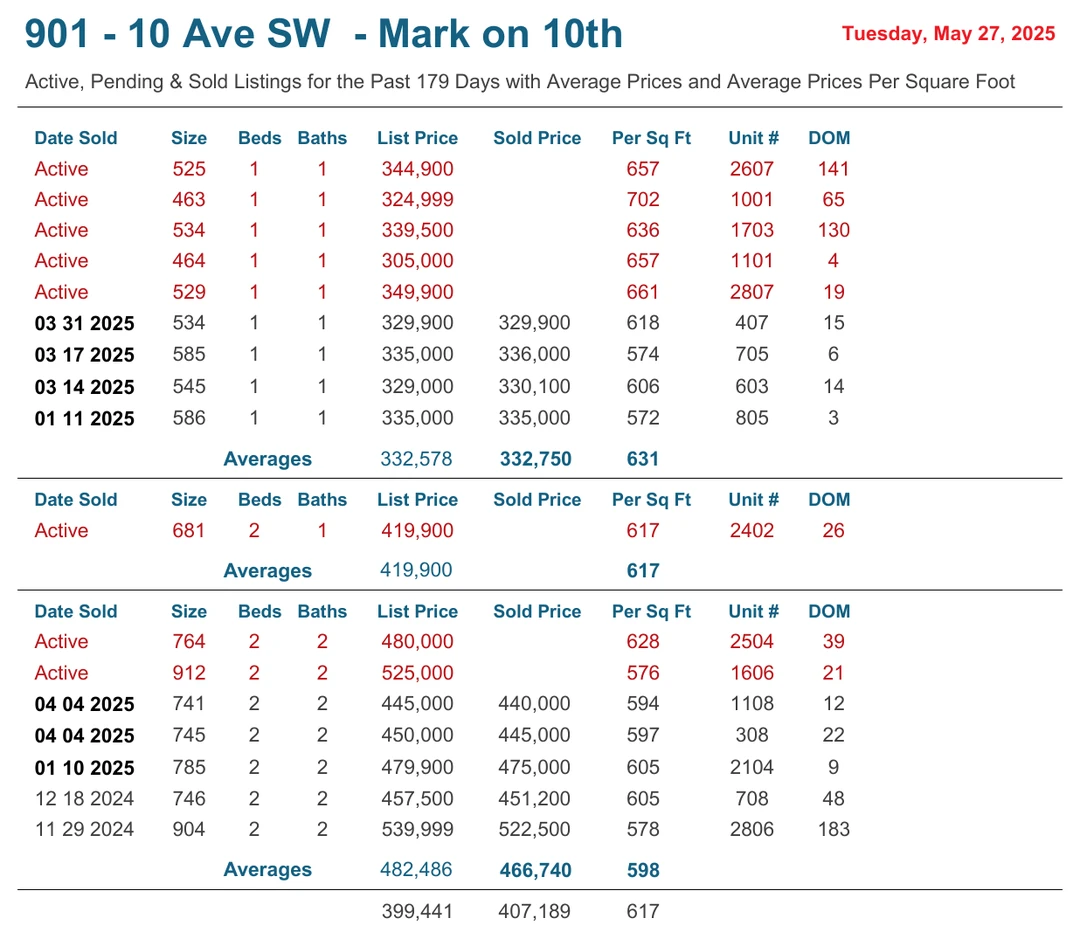 901 - 10 Ave SW - Mark on 10th Tuesday, May 27, 2025
Active, Pending & Sold Listings for the Past 179 Days with Average Prices and Average Prices Per Square Foot
Date Sold Size Beds Baths List Price Sold Price Per Sq Ft Unit # DOM
Active 525 1 1 344,900 657 2607 141
Active 463 1 1 324,999 702 1001 65
Active 534 1 1 339,500 636 1703 130
Active 464 1 1 305,000 657 1101 4
Active 529 1 1 349,900 661 2807 19
03 31 2025 534 1 1 329,900 329,900 618 407 15
03 17 2025 585 1 1 335,000 336,000 574 705 6
03 14 2025 545 1 1 329,000 330,100 606 603 14
01 11 2025 586 1 1 335,000 335,000 572 805 3
Averages 332,578 332,750 631
Date Sold Size Beds Baths List Price Sold Price Per Sq Ft Unit # DOM
Active 681 2 1 419,900 617 2402 26
Averages 419,900 617
Date Sold Size Beds Baths List Price Sold Price Per Sq Ft Unit # DOM
Active 764 2 2 480,000 628 2504 39
Active 912 2 2 525,000 576 1606 21
04 04 2025 741 2 2 445,000 440,000 594 1108 12
04 04 2025 745 2 2 450,000 445,000 597 308 22
01 10 2025 785 2 2 479,900 475,000 605 2104 9
12 18 2024 746 2 2 457,500 451,200 605 708 48
11 29 2024 904 2 2 539,999 522,500 578 2806 183
Averages 482,486 466,740 598
399,441 407,189 617